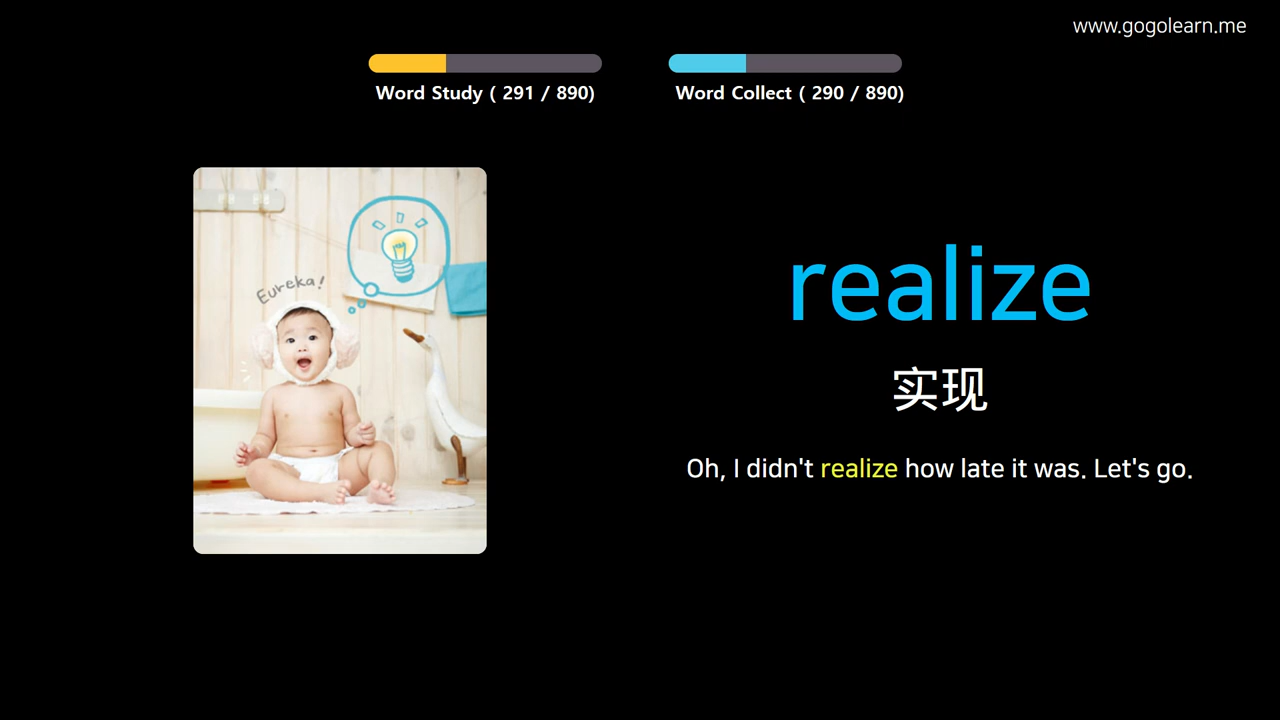 www.gogolearn.me
Word Study ( 291 / 890)
Word Collect ( 290 / 890)
Eureka!
realize
实现
Oh, I didn't realize how late it was. Let's go.